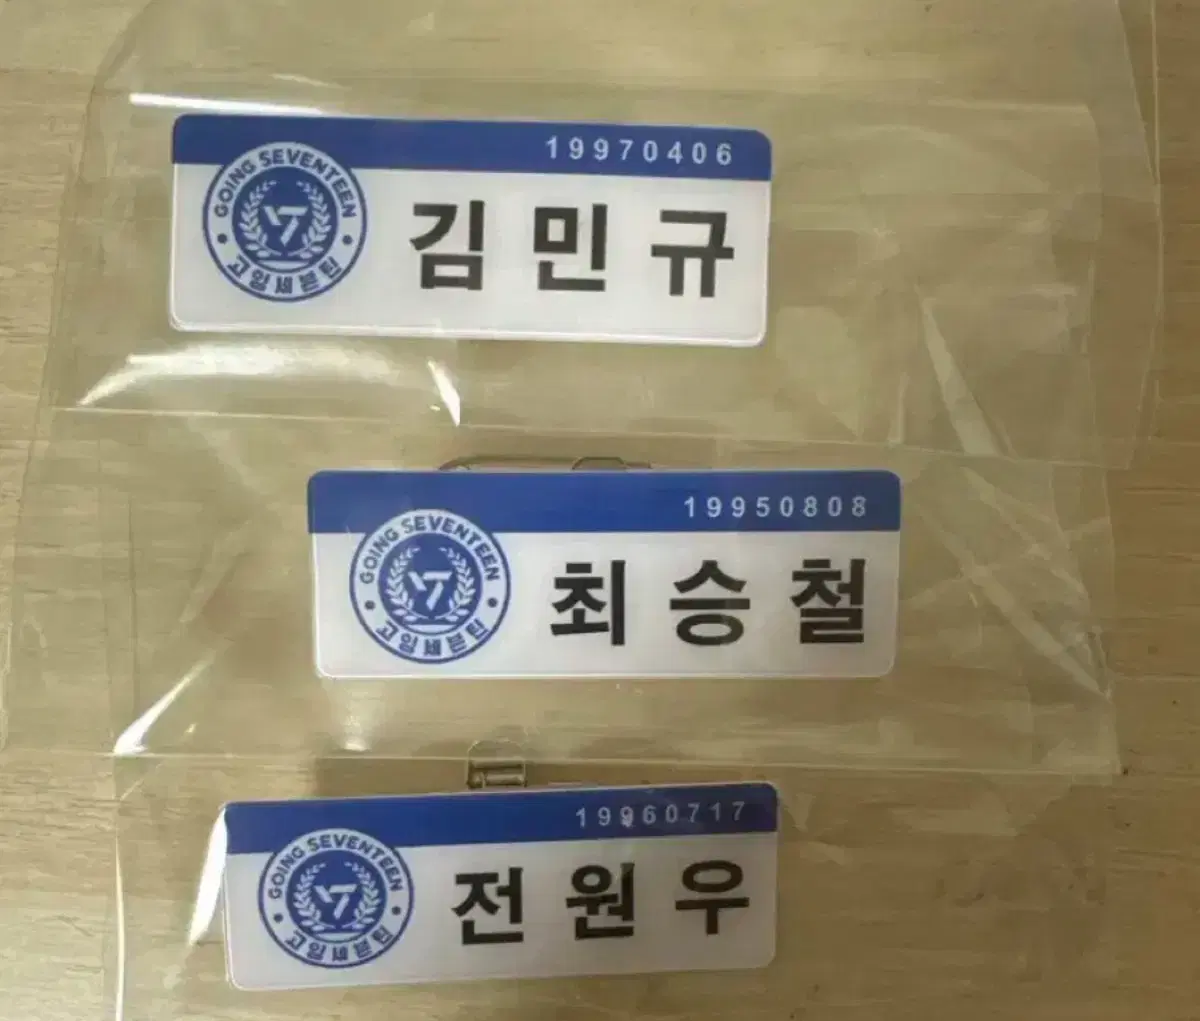 19970406
GOING SEVENTEEN
고잉세븐틴
김민규
19950808
GOING SEVENTEEN
고잉세븐틴
최승철
19960717
GOING SEVENTEEN
고잉세븐틴
전원우